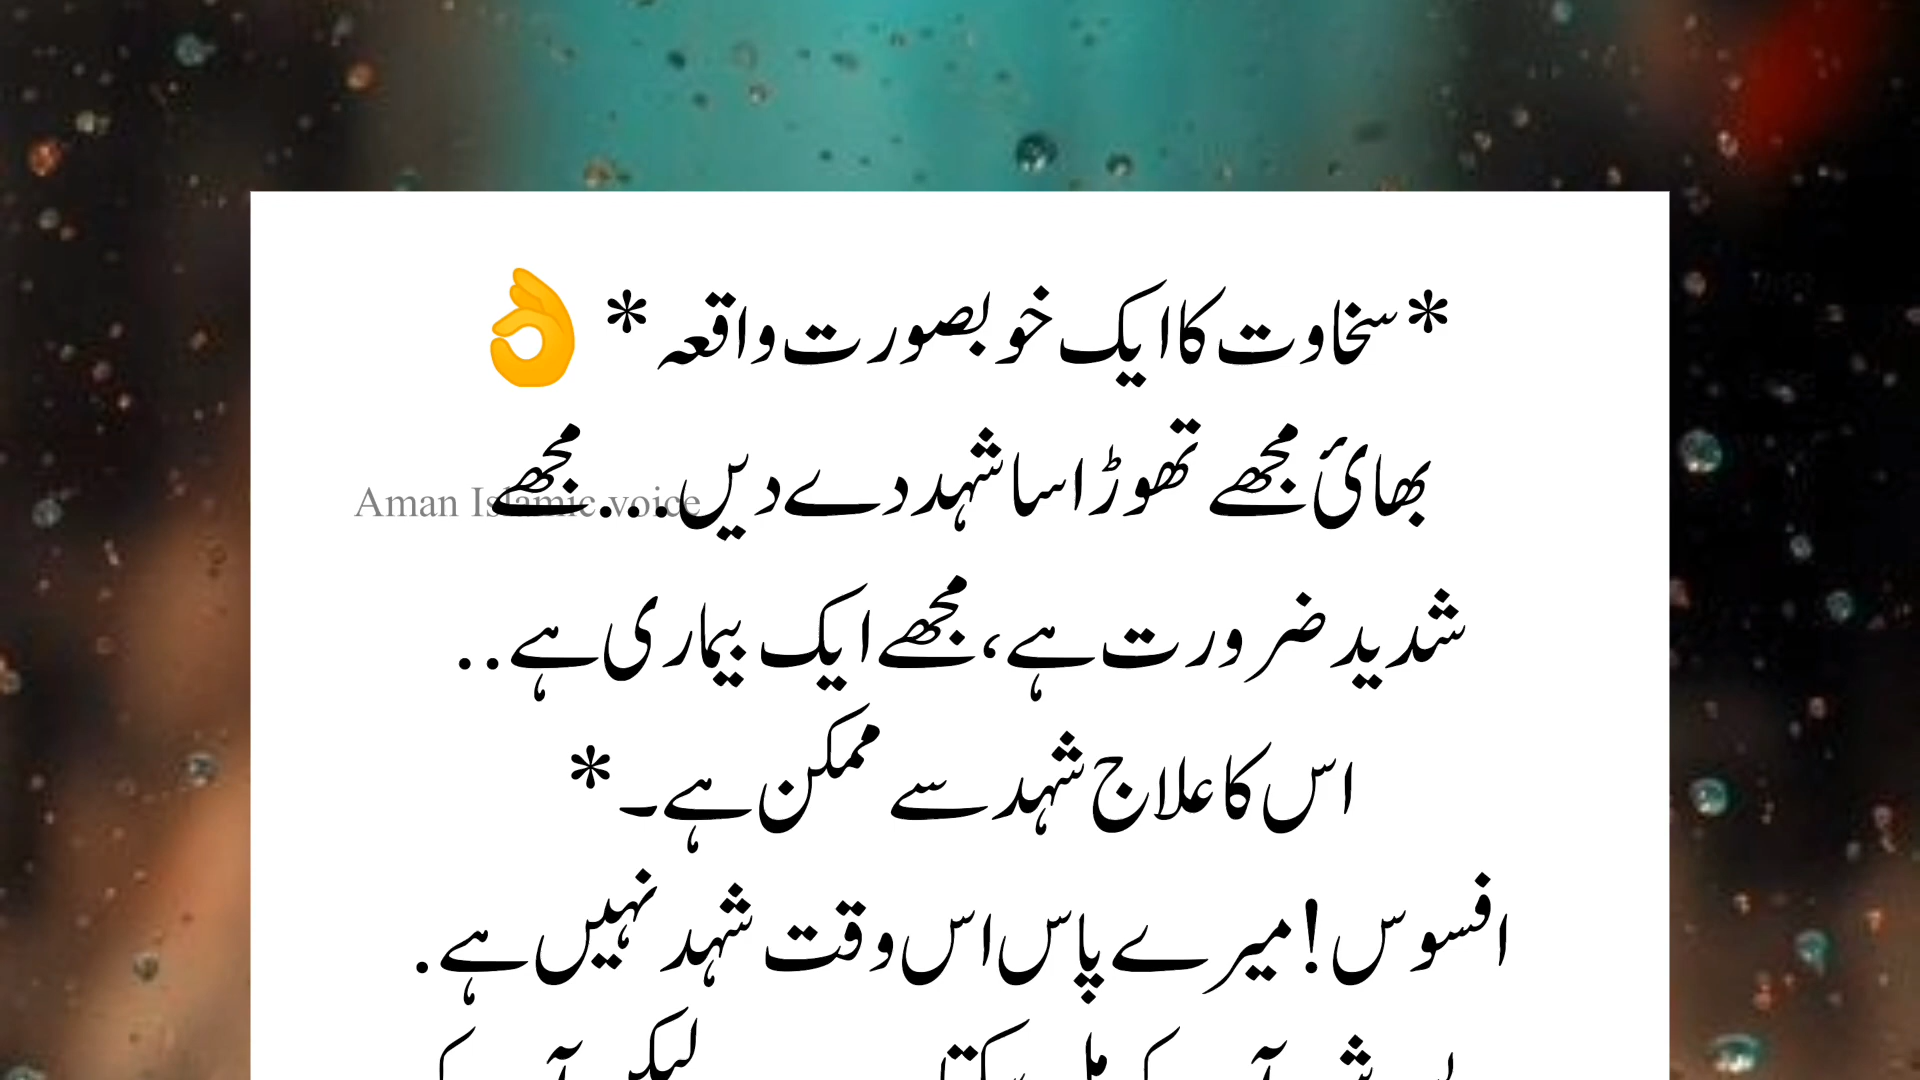 *سخاوت کا ایک خوبصورت واقعہ* 👌
بھائ مجھے تھوڑا سا شہد دے دیں... مجھے
Aman Islamic voice
شدید ضرورت ہے، مجھے ایک بیماری ہے..
اس کا علاج شہد سے ممکن ہے۔*
افسوس! میرے پاس اس وقت شہد نہیں ہے.